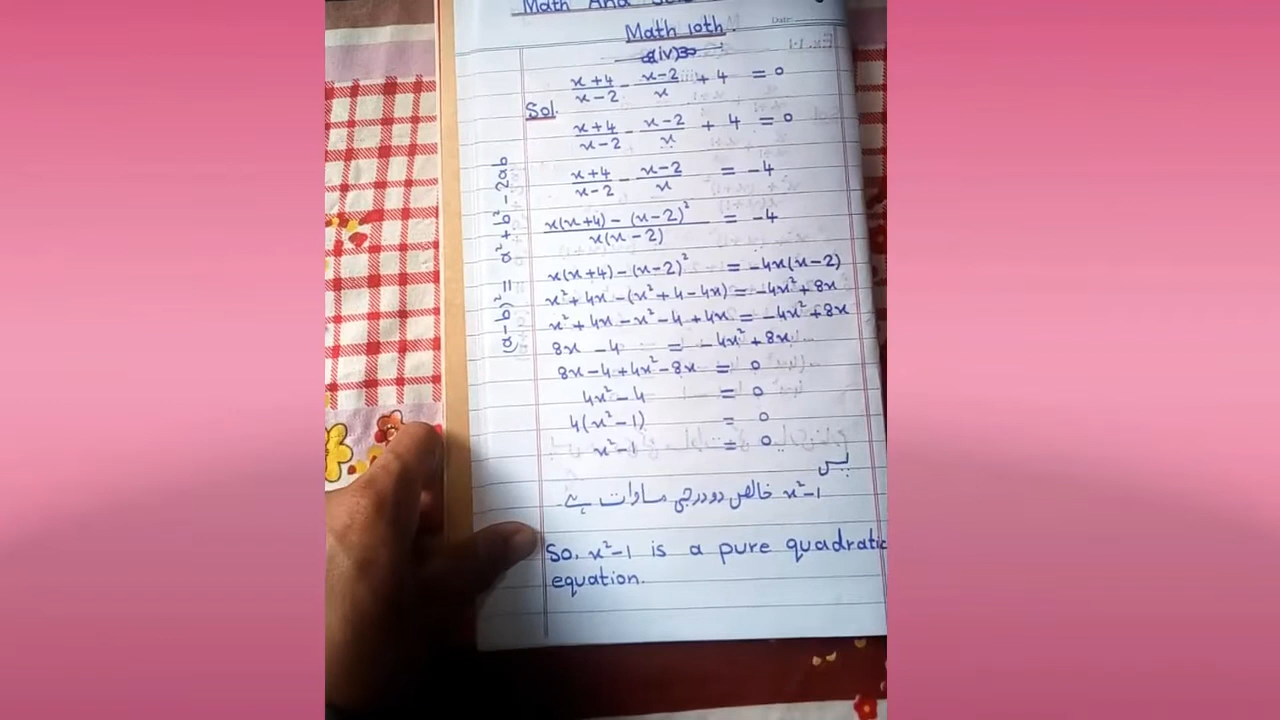 Math And
Math 10th.
(iv)
x+4/x-2 - x-2/x + 4 = 0
Sol.
x+4/x-2 - x-2/x + 4 = 0
x+4/x-2 - x-2/x = -4
x(x+4) - (x-2)²/x(x-2) = -4
x(x+4) - (x-2)² = -4x(x-2)
x²+4x-(x²+4-4x) = -4x²+8x
x²+4x-x²-4+4x = -4x²+8x
8x -4 = -4x²+8x
8x-4+4x²-8x = 0
4x²-4 = 0
4(x²-1) = 0
x²-1 = 0
پس
x²-1 خالص دو درجی مساوات ہے
So, x²-1 is a pure quadratic
equation.
(a-b)² = a²+b²-2ab
Date: